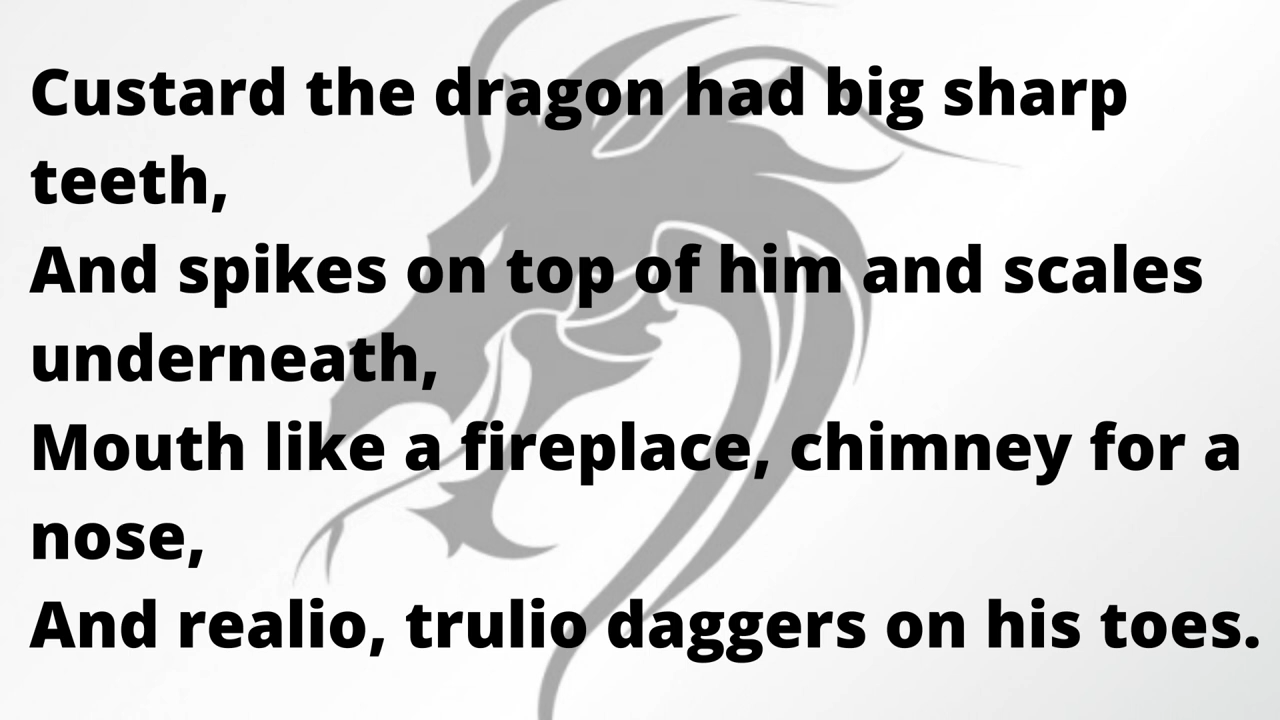 Custard the dragon had big sharp
teeth,
And spikes on top of him and scales
underneath,
Mouth like a fireplace, chimney for a
nose,
And realio, trulio daggers on his toes.